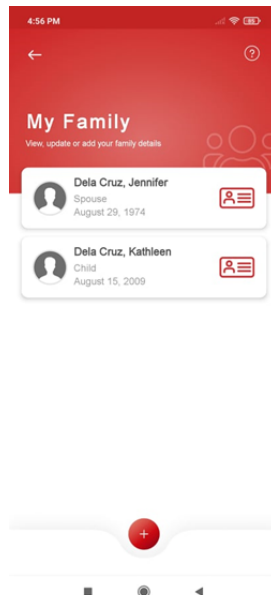 4:56 PM
My Family
View, update or add your family details
Dela Cruz, Jennifer
Spouse
August 29, 1974
Dela Cruz, Kathleen
Child
August 15, 2009